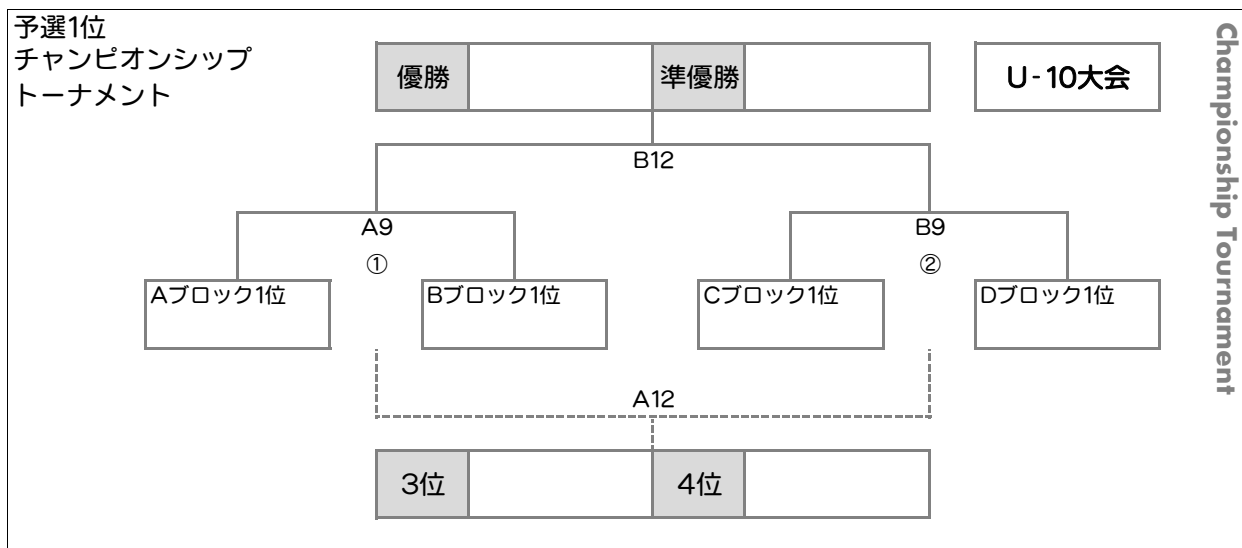 予選1位
チャンピオンシップ
トーナメント
優勝
準優勝
U-10大会
Championship Tournament
B12
A9
B9
①
②
Aブロック1位
Bブロック1位
Cブロック1位
Dブロック1位
A12
3位
4位